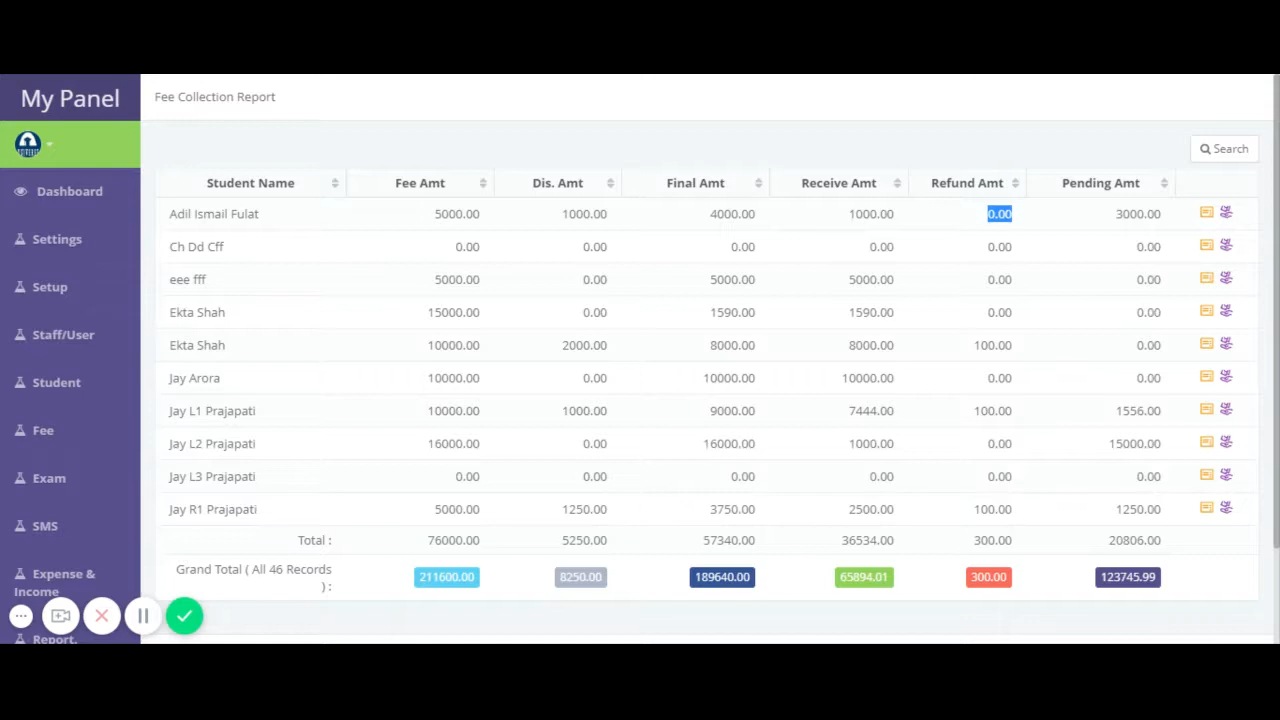 My Panel
Fee Collection Report
Search
Dashboard
Settings
Setup
Staff/User
Student
Fee
Exam
SMS
Expense &
Income
Report,
Student Name Fee Amt Dis. Amt Final Amt Receive Amt Refund Amt Pending Amt
Adil Ismail Fulat 5000.00 1000.00 4000.00 1000.00 0.00 3000.00
Ch Dd Cff 0.00 0.00 0.00 0.00 0.00 0.00
eee fff 5000.00 0.00 5000.00 5000.00 0.00 0.00
Ekta Shah 15000.00 0.00 1590.00 1590.00 0.00 0.00
Ekta Shah 10000.00 2000.00 8000.00 8000.00 100.00 0.00
Jay Arora 10000.00 0.00 10000.00 10000.00 0.00 0.00
Jay L1 Prajapati 10000.00 1000.00 9000.00 7444.00 100.00 1556.00
Jay L2 Prajapati 16000.00 0.00 16000.00 1000.00 0.00 15000.00
Jay L3 Prajapati 0.00 0.00 0.00 0.00 0.00 0.00
Jay R1 Prajapati 5000.00 1250.00 3750.00 2500.00 100.00 1250.00
Total : 76000.00 5250.00 57340.00 36534.00 300.00 20806.00
Grand Total ( All 46 Records
) : 211600.00 8250.00 189640.00 65894.01 300.00 123745.99